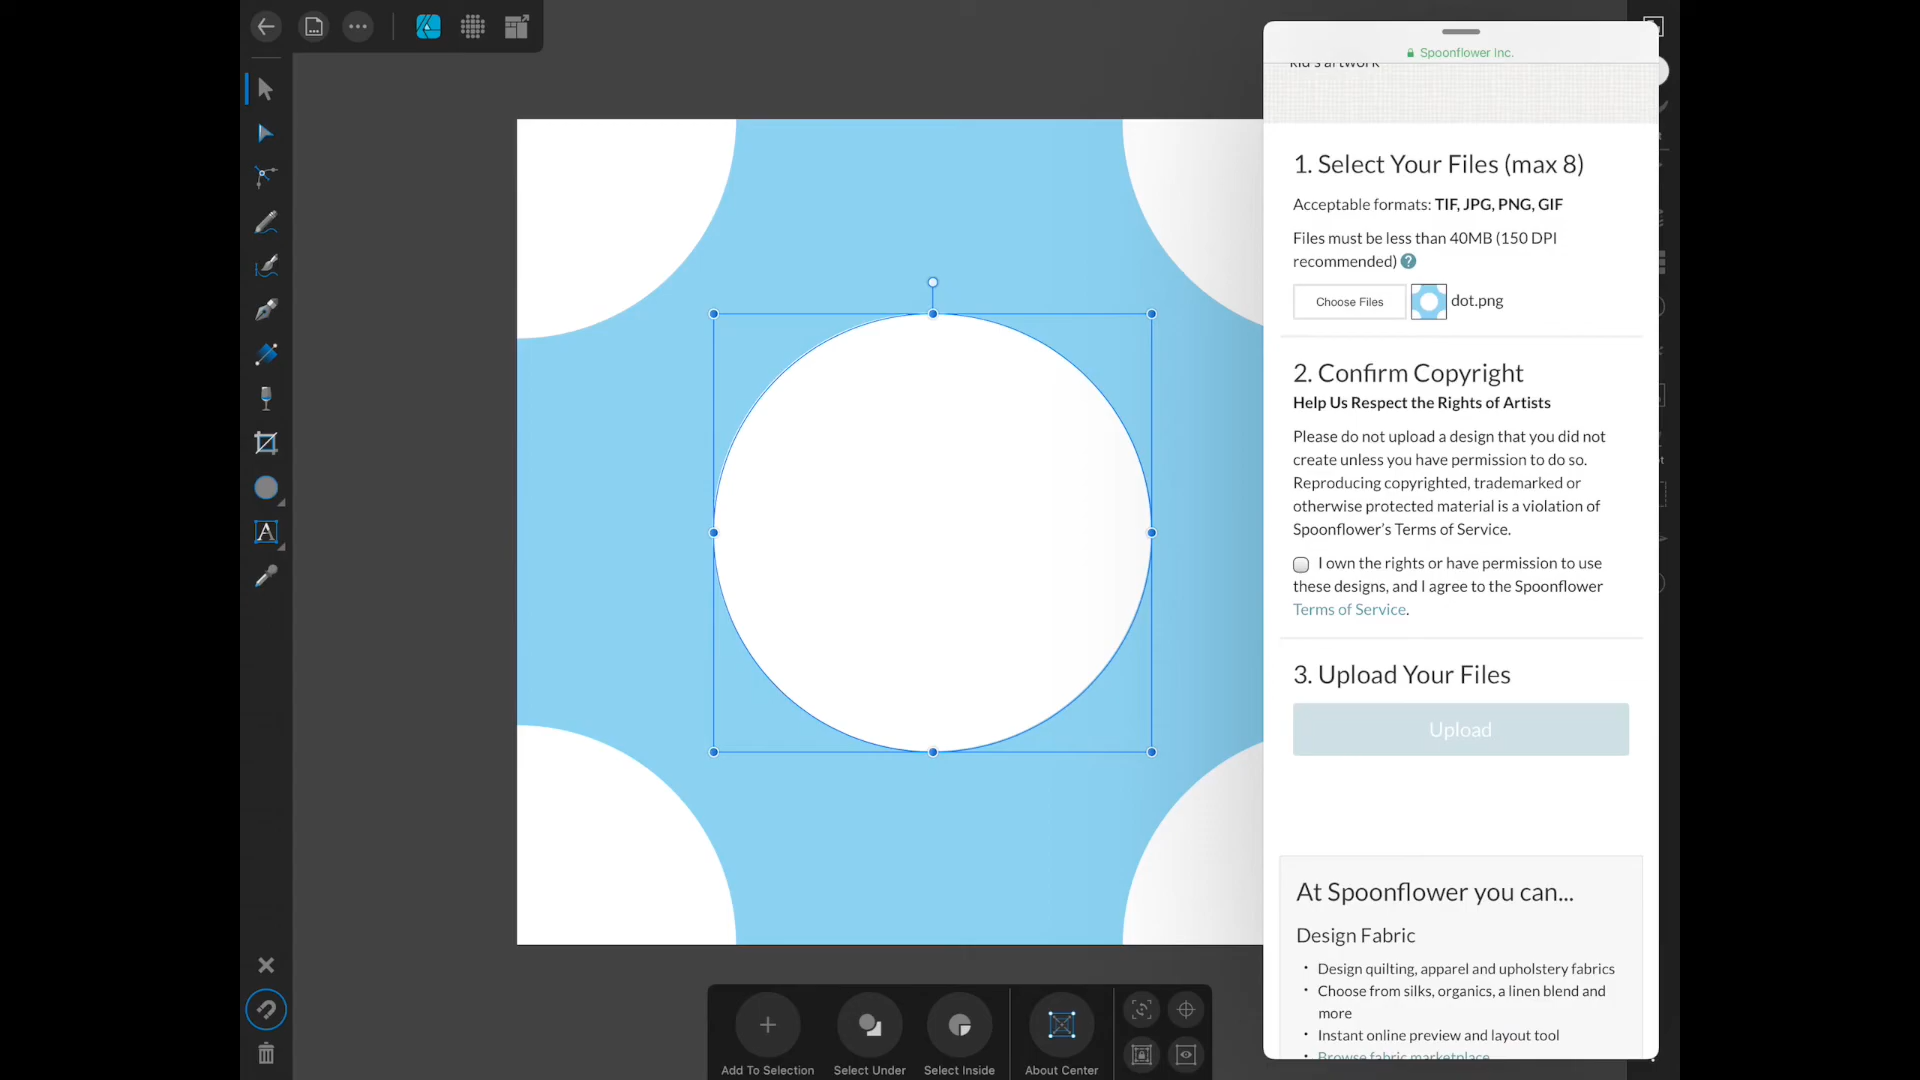 Spoonflower Inc.
kid's artwork
1. Select Your Files (max 8)
Acceptable formats: TIF, JPG, PNG, GIF
Files must be less than 40MB (150 DPI
recommended) ?
Choose Files dot.png
2. Confirm Copyright
Help Us Respect the Rights of Artists
Please do not upload a design that you did not
create unless you have permission to do so.
Reproducing copyrighted, trademarked or
otherwise protected material is a violation of
Spoonflower's Terms of Service.
I own the rights or have permission to use
these designs, and I agree to the Spoonflower
Terms of Service.
3. Upload Your Files
Upload
At Spoonflower you can...
Design Fabric
• Design quilting, apparel and upholstery fabrics
• Choose from silks, organics, a linen blend and
more
• Instant online preview and layout tool
• Browse fabric marketplace
A
Add To Selection
Select Under
Select Inside
About Center